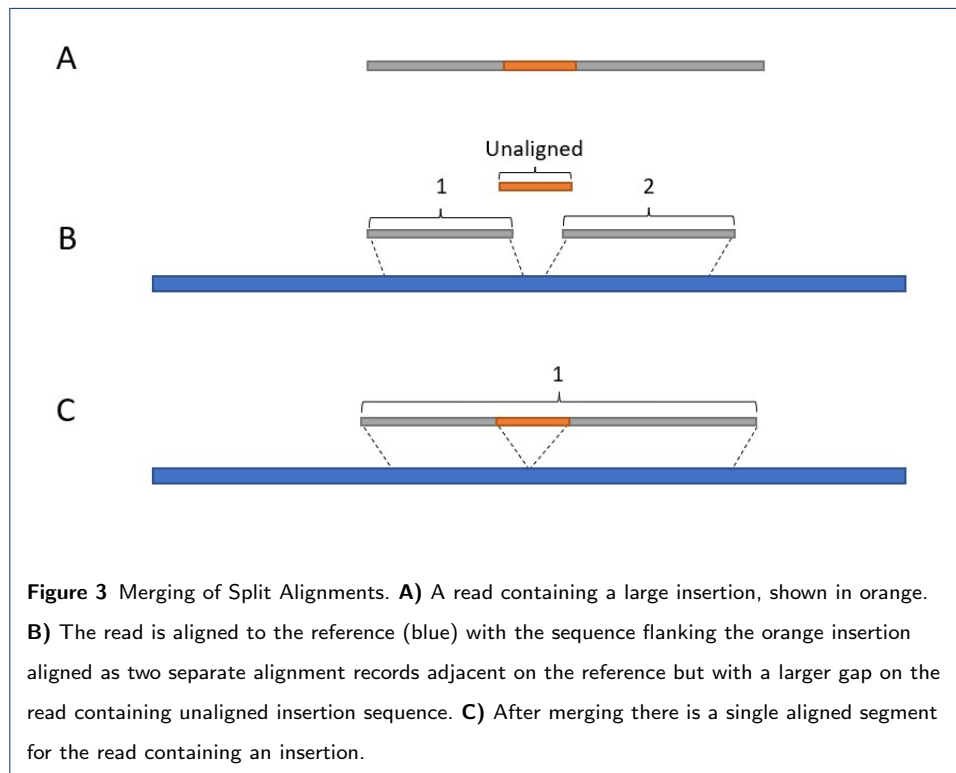 A
Unaligned
1
2
B
1
C
Figure 3 Merging of Split Alignments. A) A read containing a large insertion, shown in orange.
B) The read is aligned to the reference (blue) with the sequence flanking the orange insertion
aligned as two separate alignment records adjacent on the reference but with a larger gap on the
read containing unaligned insertion sequence. C) After merging there is a single aligned segment
for the read containing an insertion.